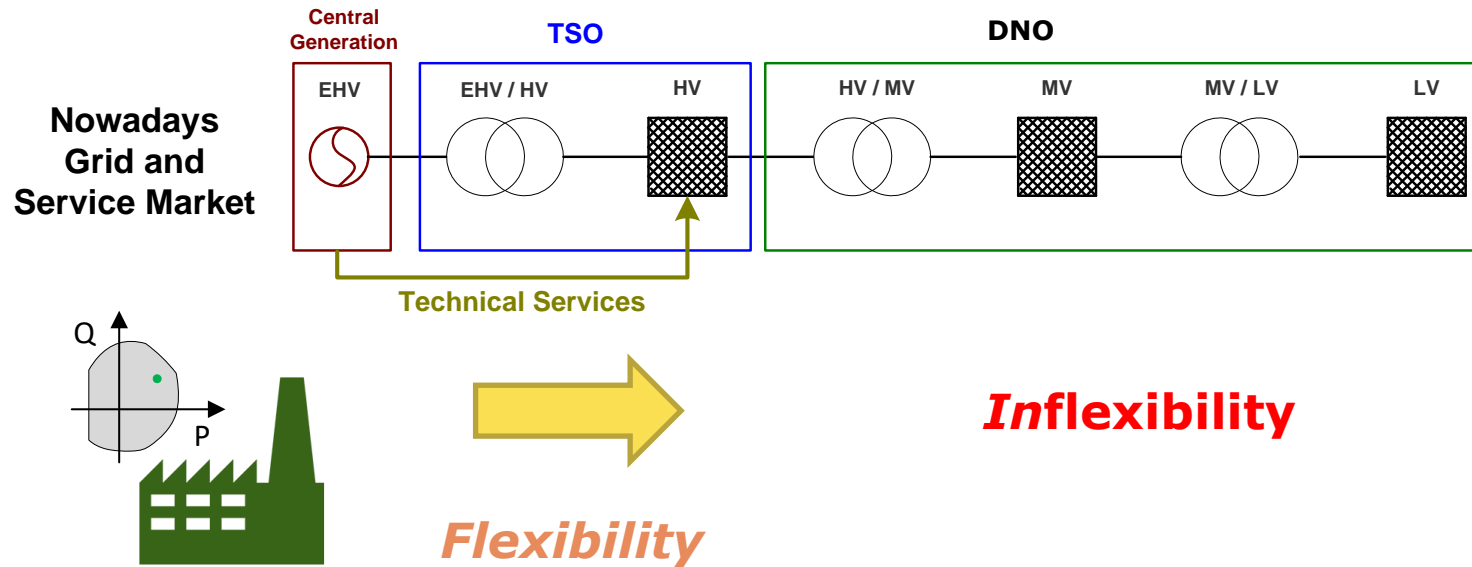 Central
Generation
TSO
DNO
EHV
EHV / HV
HV
HV / MV
MV
MV / LV
LV
Nowadays
Grid and
Service Market
Technical Services
Q
P
Inflexibility
Flexibility